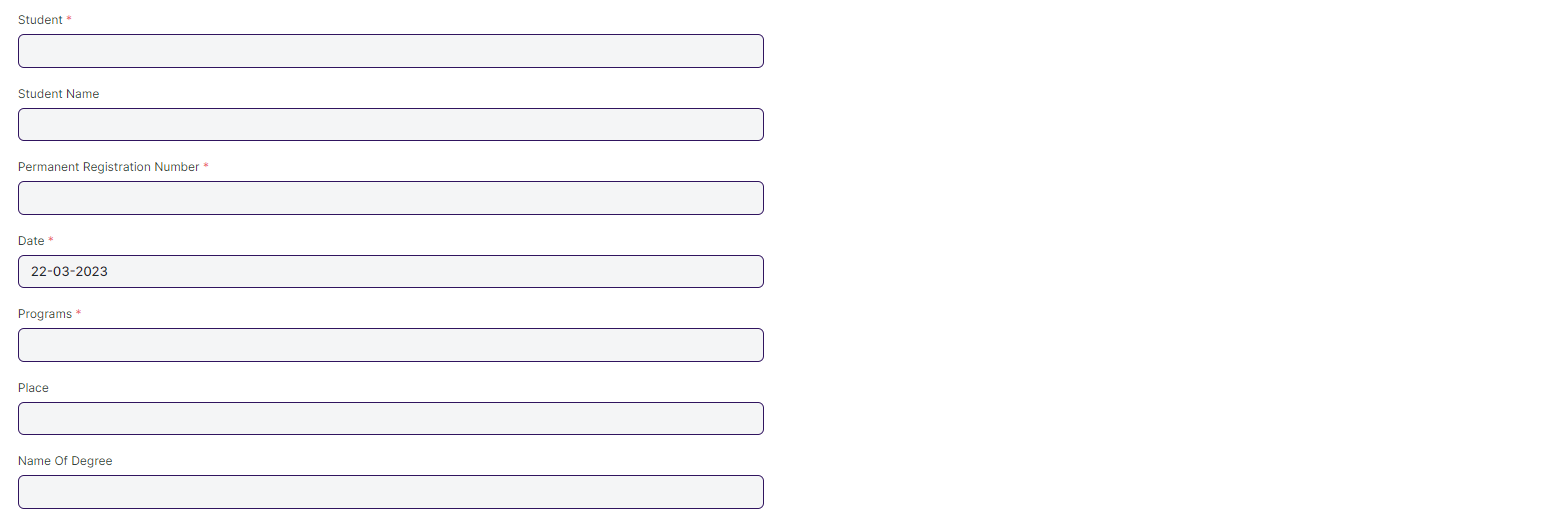 Student *
Student Name
Permanent Registration Number *
Date *
22-03-2023
Programs *
Place
Name Of Degree